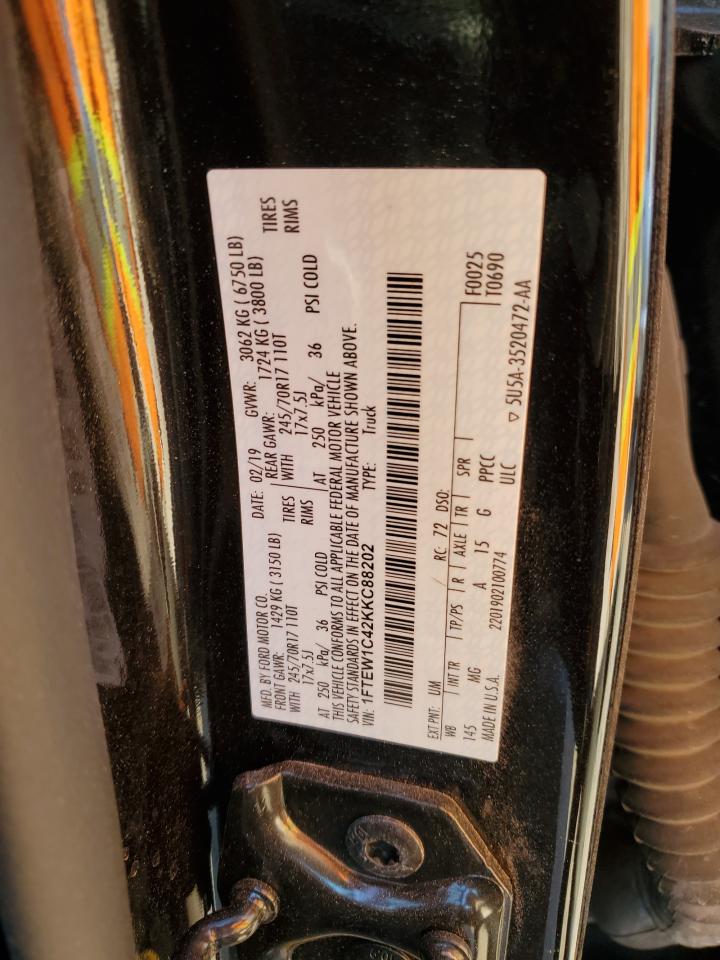 MFD. BY FORD MOTOR CO.
DATE: 02/19 GVWR: 3062 KG ( 6750 LB)
FRONT GAWR: 1429 KG ( 3150 LB) REAR GAWR: 1724 KG ( 3800 LB)
WITH 245/70R17 110T TIRES WITH 245/70R17 110T TIRES
17x7.5J RIMS 17x7.5J RIMS
AT 250 kPa/ 36 PSI COLD AT 250 kPa/ 36 PSI COLD
THIS VEHICLE CONFORMS TO ALL APPLICABLE FEDERAL MOTOR VEHICLE
SAFETY STANDARDS IN EFFECT ON THE DATE OF MANUFACTURE SHOWN ABOVE.
VIN: 1FTEW1C42KKC88202 TYPE: Truck
EXT PNT: UM RC: 72 DSO: F0025
WB INT TR TP/PS R AXLE TR SPR T0690
145 MG A 15 G PPCC
MADE IN U.S.A. 2201902100774 ULC ▽ 5U5A-3520472-AA